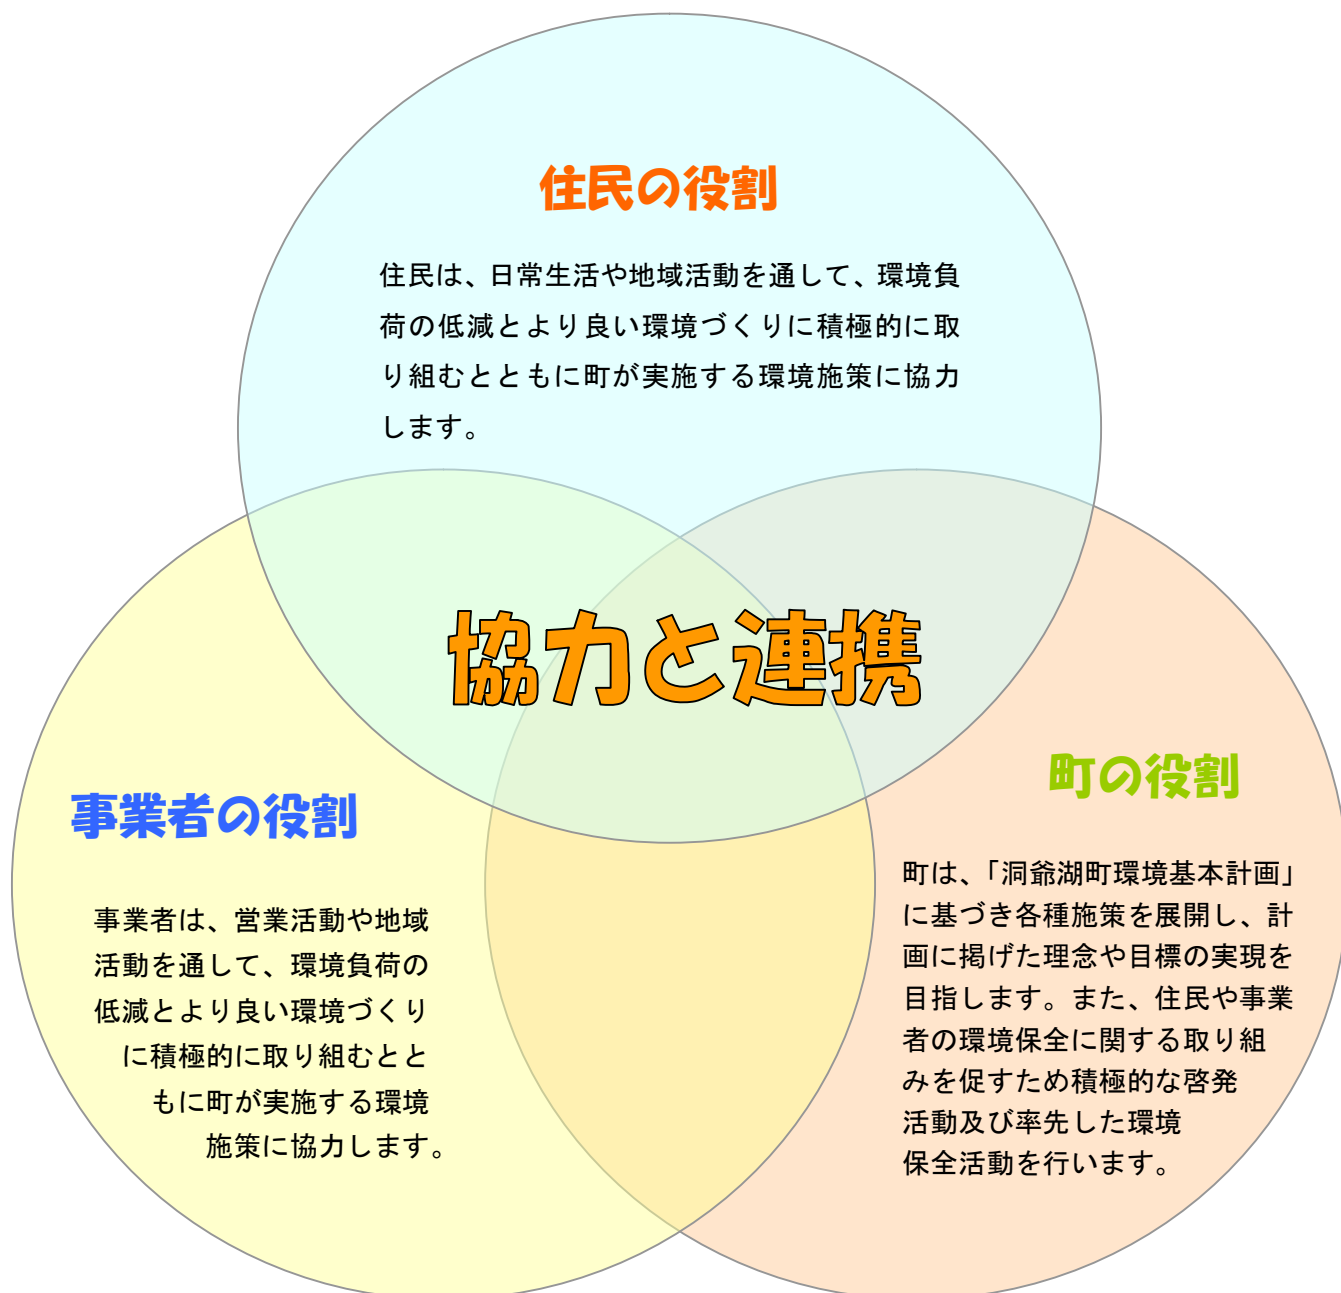 住民の役割
住民は、日常生活や地域活動を通して、環境負
荷の低減とより良い環境づくりに積極的に取
り組むとともに町が実施する環境施策に協力
します。
協力と連携
事業者の役割
事業者は、営業活動や地域
活動を通して、環境負荷の
低減とより良い環境づくり
に積極的に取り組むとと
もに町が実施する環境
施策に協力します。
町の役割
町は、「洞爺湖町環境基本計画」
に基づき各種施策を展開し、計
画に掲げた理念や目標の実現を
目指します。また、住民や事業
者の環境保全に関する取り組
みを促すため積極的な啓発
活動及び率先した環境
保全活動を行います。